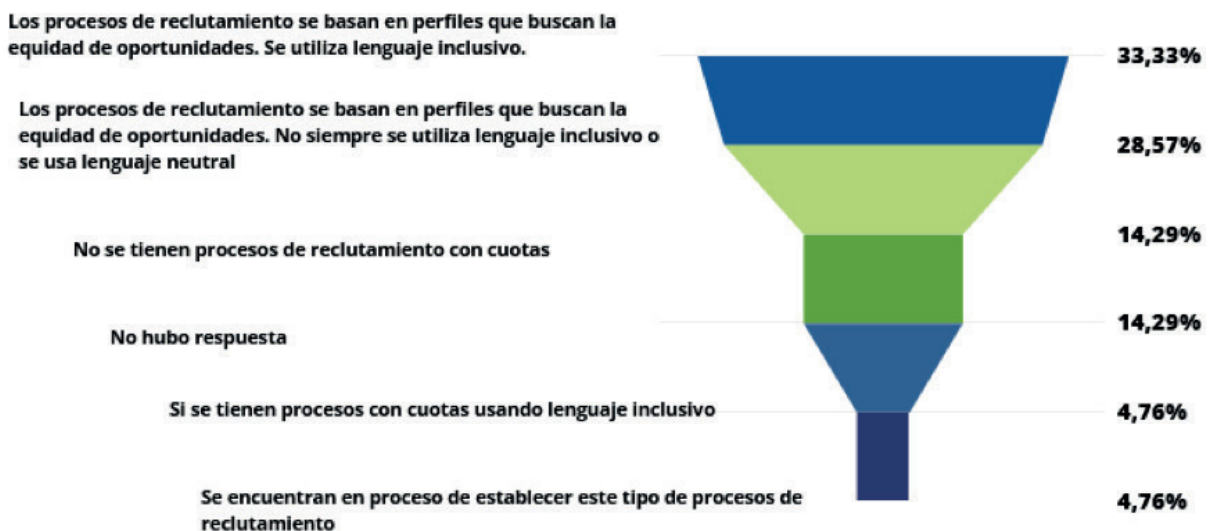 Los procesos de reclutamiento se basan en perfiles que buscan la
equidad de oportunidades. Se utiliza lenguaje inclusivo.
33,33%
Los procesos de reclutamiento se basan en perfiles que buscan la
equidad de oportunidades. No siempre se utiliza lenguaje inclusivo o
se usa lenguaje neutral
28,57%
No se tienen procesos de reclutamiento con cuotas
14,29%
No hubo respuesta
14,29%
Si se tienen procesos con cuotas usando lenguaje inclusivo
4,76%
Se encuentran en proceso de establecer este tipo de procesos de
reclutamiento
4,76%